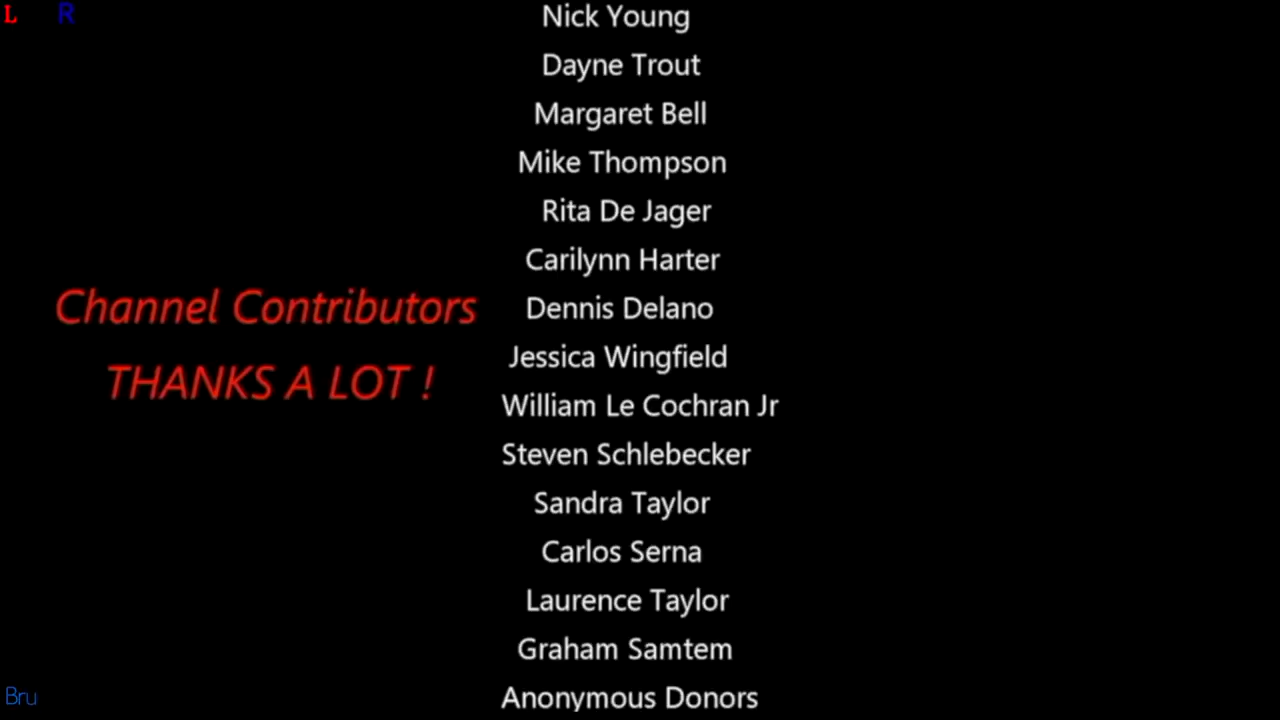 L R
Nick Young
Dayne Trout
Margaret Bell
Mike Thompson
Rita De Jager
Carilynn Harter
Channel Contributors
Dennis Delano
Jessica Wingfield
THANKS A LOT !
William Le Cochran Jr
Steven Schlebecker
Sandra Taylor
Carlos Serna
Laurence Taylor
Graham Samtem
Anonymous Donors
Bru